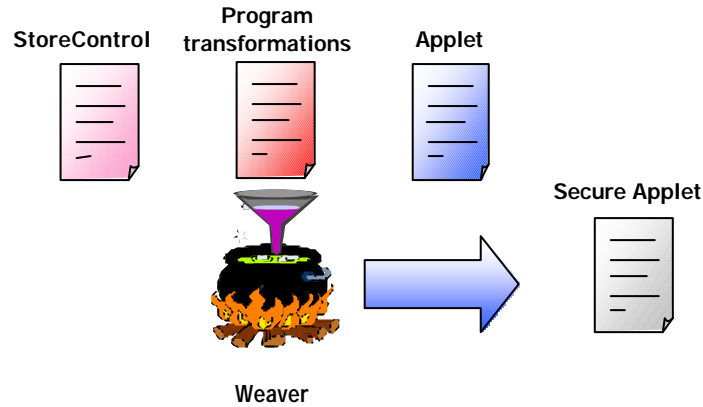 StoreControl
Program
transformations
Applet
Secure Applet
Weaver